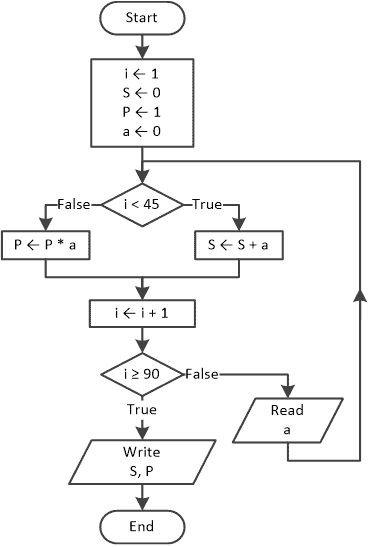 Start
i ← 1
S ← 0
P ← 1
a ← 0
i < 45
False
True
P ← P * a
S ← S + a
i ← i + 1
i ≥ 90
False
True
Read
a
Write
S, P
End